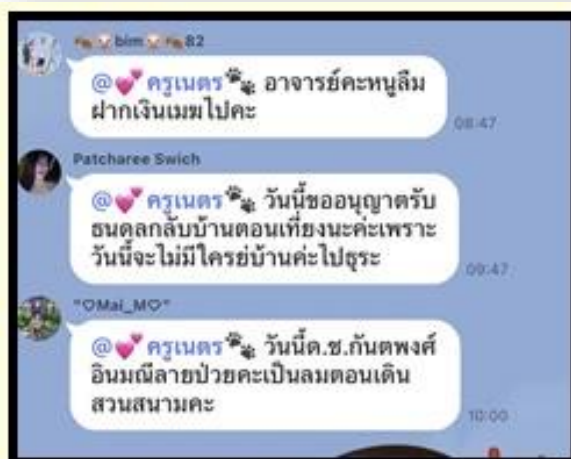 bim 82
@💕 ครูเนตร🐾 อาจารย์คะหนูลืม
ฝากเงินเมฆไปคะ
08:47
Patcharee Swich
@💕 ครูเนตร🐾 วันนี้ขออนุญาตรับ
ธนดลกลับบ้านตอนเที่ยงนะค่ะเพราะ
วันนี้จะไม่มีใครย่บ้านค่ะไปธุระ
09:47
"♡Mai_M♡"
@💕 ครูเนตร🐾 วันนี้ด.ช.กันตพงศ์
อินมณีลายป่วยคะเป็นลมตอนเดิน
สวนสนามคะ
10:00